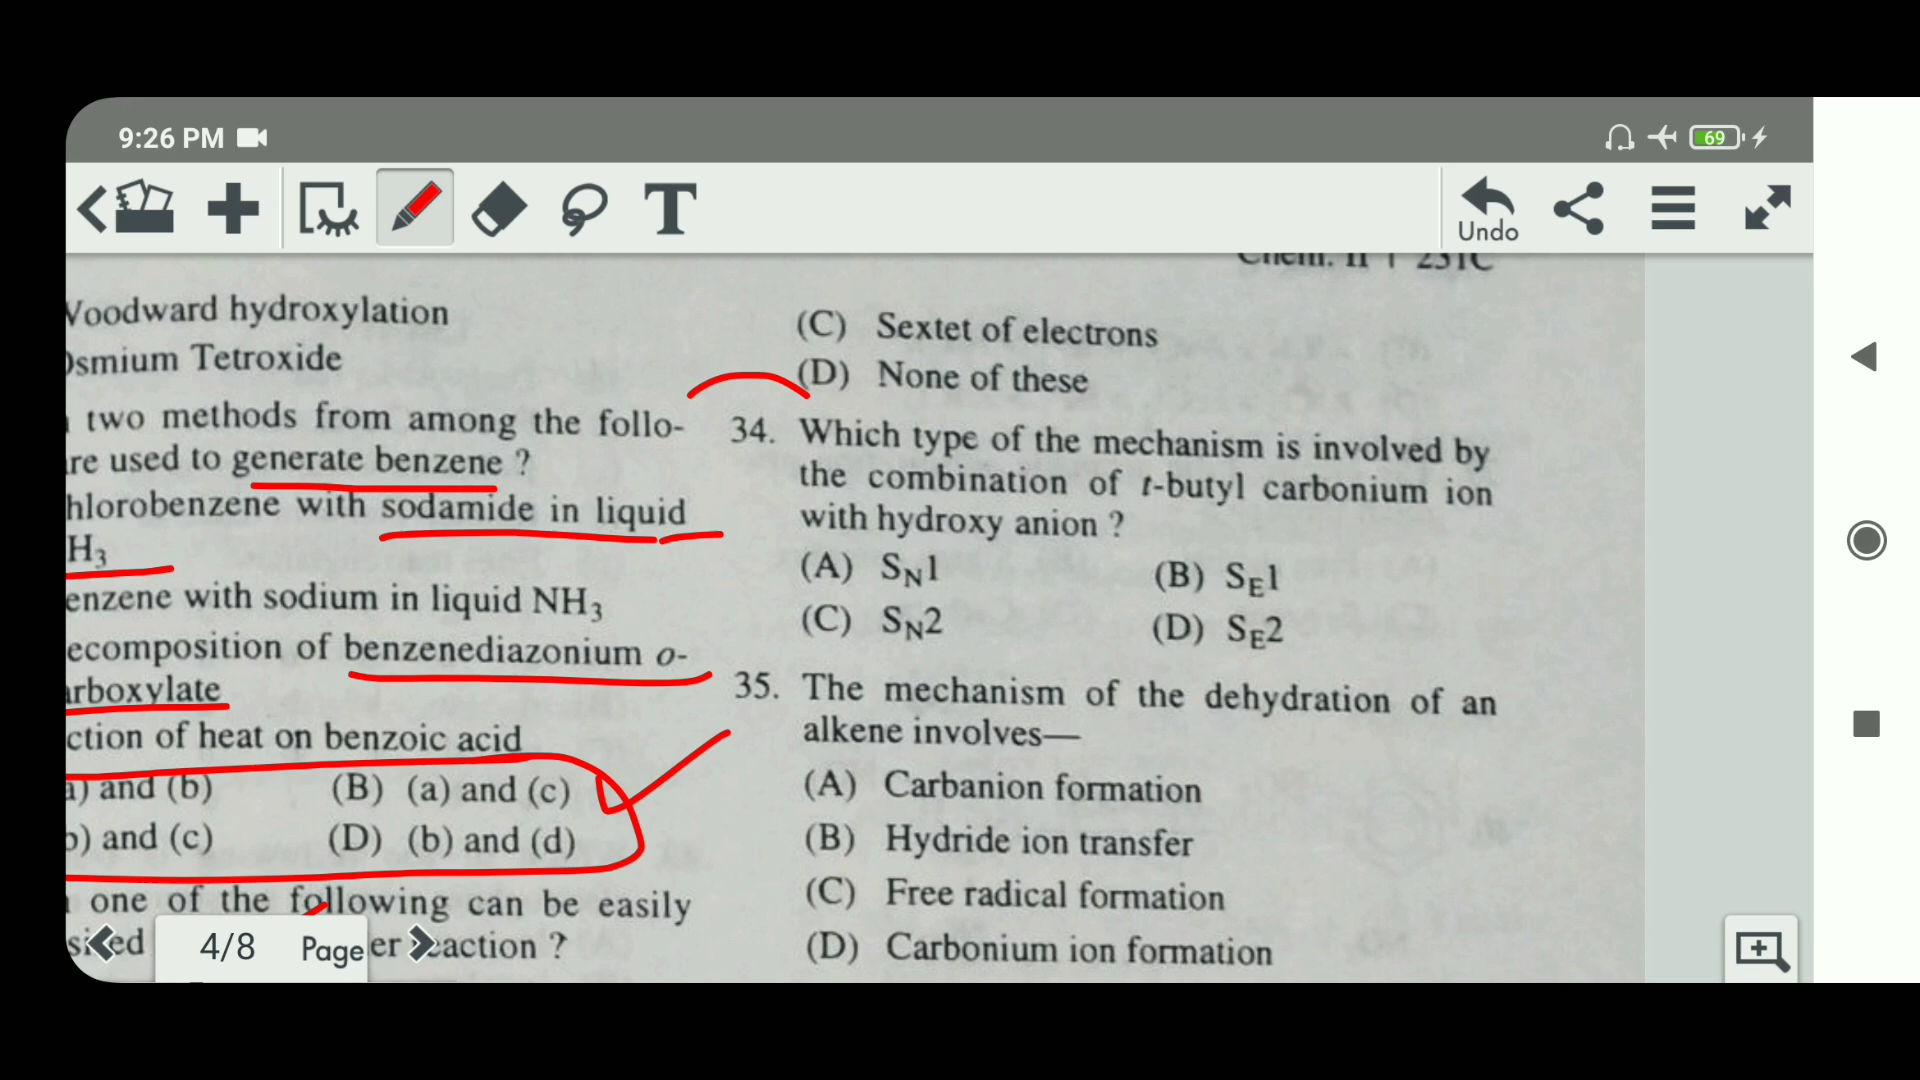 9:26 PM
69
Undo
Chem. II | 231C
Woodward hydroxylation
Osmium Tetroxide
two methods from among the follo-
re used to generate benzene ?
hlorobenzene with sodamide in liquid
H3
enzene with sodium in liquid NH3
ecomposition of benzenediazonium o-
arboxylate
ction of heat on benzoic acid
a) and (b) (B) (a) and (c)
b) and (c) (D) (b) and (d)
one of the following can be easily
eaction ?
4/8 Page
(C) Sextet of electrons
(D) None of these
34. Which type of the mechanism is involved by
the combination of t-butyl carbonium ion
with hydroxy anion ?
(A) SN1 (B) SE1
(C) SN2 (D) SE2
35. The mechanism of the dehydration of an
alkene involves—
(A) Carbanion formation
(B) Hydride ion transfer
(C) Free radical formation
(D) Carbonium ion formation